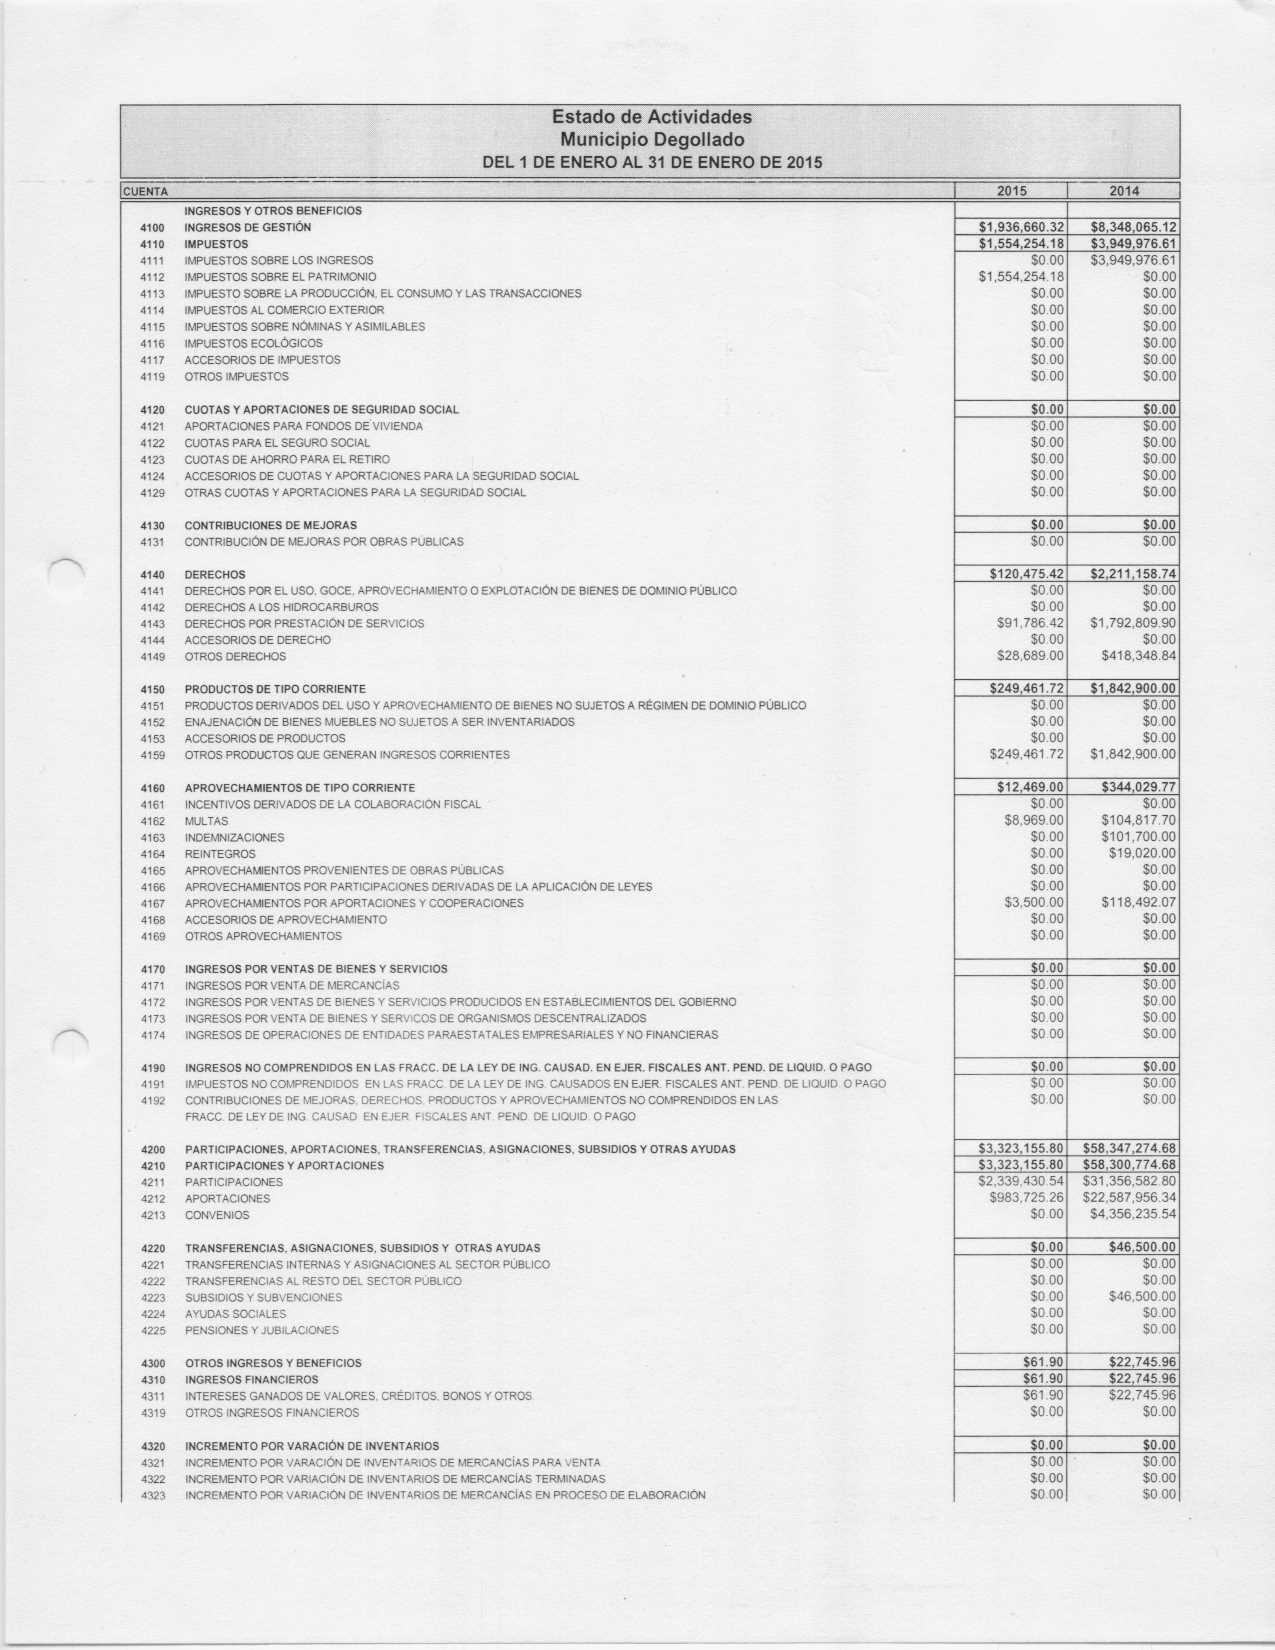 Estado de Actividades
Municipio Degollado
DEL 1 DE ENERO AL 31 DE ENERO DE 2015
CUENTA 2015 2014
INGRESOS Y OTROS BENEFICIOS
4100 INGRESOS DE GESTIÓN $1,936,660.32 $8,348,065.12
4110 IMPUESTOS $1,554,254.18 $3,949,976.61
4111 IMPUESTOS SOBRE LOS INGRESOS $0.00 $3,949,976.61
4112 IMPUESTOS SOBRE EL PATRIMONIO $1,554,254.18 $0.00
4113 IMPUESTO SOBRE LA PRODUCCIÓN, EL CONSUMO Y LAS TRANSACCIONES $0.00 $0.00
4114 IMPUESTOS AL COMERCIO EXTERIOR $0.00 $0.00
4115 IMPUESTOS SOBRE NÓMINAS Y ASIMILABLES $0.00 $0.00
4116 IMPUESTOS ECOLÓGICOS $0.00 $0.00
4117 ACCESORIOS DE IMPUESTOS $0.00 $0.00
4119 OTROS IMPUESTOS $0.00 $0.00
4120 CUOTAS Y APORTACIONES DE SEGURIDAD SOCIAL $0.00 $0.00
4121 APORTACIONES PARA FONDOS DE VIVIENDA $0.00 $0.00
4122 CUOTAS PARA EL SEGURO SOCIAL $0.00 $0.00
4123 CUOTAS DE AHORRO PARA EL RETIRO $0.00 $0.00
4124 ACCESORIOS DE CUOTAS Y APORTACIONES PARA LA SEGURIDAD SOCIAL $0.00 $0.00
4129 OTRAS CUOTAS Y APORTACIONES PARA LA SEGURIDAD SOCIAL $0.00 $0.00
4130 CONTRIBUCIONES DE MEJORAS $0.00 $0.00
4131 CONTRIBUCIÓN DE MEJORAS POR OBRAS PÚBLICAS $0.00 $0.00
4140 DERECHOS $120,475.42 $2,211,158.74
4141 DERECHOS POR EL USO, GOCE, APROVECHAMIENTO O EXPLOTACIÓN DE BIENES DE DOMINIO PÚBLICO $0.00 $0.00
4142 DERECHOS A LOS HIDROCARBUROS $0.00 $0.00
4143 DERECHOS POR PRESTACIÓN DE SERVICIOS $91,786.42 $1,792,809.90
4144 ACCESORIOS DE DERECHO $0.00 $0.00
4149 OTROS DERECHOS $28,689.00 $418,348.84
4150 PRODUCTOS DE TIPO CORRIENTE $249,461.72 $1,842,900.00
4151 PRODUCTOS DERIVADOS DEL USO Y APROVECHAMIENTO DE BIENES NO SUJETOS A RÉGIMEN DE DOMINIO PÚBLICO $0.00 $0.00
4152 ENAJENACIÓN DE BIENES MUEBLES NO SUJETOS A SER INVENTARIADOS $0.00 $0.00
4153 ACCESORIOS DE PRODUCTOS $0.00 $0.00
4159 OTROS PRODUCTOS QUE GENERAN INGRESOS CORRIENTES $249,461.72 $1,842,900.00
4160 APROVECHAMIENTOS DE TIPO CORRIENTE $12,469.00 $344,029.77
4161 INCENTIVOS DERIVADOS DE LA COLABORACIÓN FISCAL $0.00 $0.00
4162 MULTAS $8,969.00 $104,817.70
4163 INDEMNIZACIONES $0.00 $101,700.00
4164 REINTEGROS $0.00 $19,020.00
4165 APROVECHAMIENTOS PROVENIENTES DE OBRAS PÚBLICAS $0.00 $0.00
4166 APROVECHAMIENTOS POR PARTICIPACIONES DERIVADAS DE LA APLICACIÓN DE LEYES $0.00 $0.00
4167 APROVECHAMIENTOS POR APORTACIONES Y COOPERACIONES $3,500.00 $118,492.07
4168 ACCESORIOS DE APROVECHAMIENTO $0.00 $0.00
4169 OTROS APROVECHAMIENTOS $0.00 $0.00
4170 INGRESOS POR VENTAS DE BIENES Y SERVICIOS $0.00 $0.00
4171 INGRESOS POR VENTA DE MERCANCÍAS $0.00 $0.00
4172 INGRESOS POR VENTAS DE BIENES Y SERVICIOS PRODUCIDOS EN ESTABLECIMIENTOS DEL GOBIERNO $0.00 $0.00
4173 INGRESOS POR VENTA DE BIENES Y SERVICOS DE ORGANISMOS DESCENTRALIZADOS $0.00 $0.00
4174 INGRESOS DE OPERACIONES DE ENTIDADES PARAESTATALES EMPRESARIALES Y NO FINANCIERAS $0.00 $0.00
4190 INGRESOS NO COMPRENDIDOS EN LAS FRACC. DE LA LEY DE ING. CAUSAD. EN EJER. FISCALES ANT. PEND. DE LIQUID. O PAGO $0.00 $0.00
4191 IMPUESTOS NO COMPRENDIDOS EN LAS FRACC. DE LA LEY DE ING. CAUSADOS EN EJER. FISCALES ANT. PEND. DE LIQUID. O PAGO $0.00 $0.00
4192 CONTRIBUCIONES DE MEJORAS, DERECHOS, PRODUCTOS Y APROVECHAMIENTOS NO COMPRENDIDOS EN LAS $0.00 $0.00
FRACC. DE LEY DE ING. CAUSAD. EN EJER. FISCALES ANT. PEND. DE LIQUID. O PAGO
4200 PARTICIPACIONES, APORTACIONES, TRANSFERENCIAS, ASIGNACIONES, SUBSIDIOS Y OTRAS AYUDAS $3,323,155.80 $58,347,274.68
4210 PARTICIPACIONES Y APORTACIONES $3,323,155.80 $58,300,774.68
4211 PARTICIPACIONES $2,339,430.54 $31,356,582.80
4212 APORTACIONES $983,725.26 $22,587,956.34
4213 CONVENIOS $0.00 $4,356,235.54
4220 TRANSFERENCIAS, ASIGNACIONES, SUBSIDIOS Y OTRAS AYUDAS $0.00 $46,500.00
4221 TRANSFERENCIAS INTERNAS Y ASIGNACIONES AL SECTOR PÚBLICO $0.00 $0.00
4222 TRANSFERENCIAS AL RESTO DEL SECTOR PÚBLICO $0.00 $0.00
4223 SUBSIDIOS Y SUBVENCIONES $0.00 $46,500.00
4224 AYUDAS SOCIALES $0.00 $0.00
4225 PENSIONES Y JUBILACIONES $0.00 $0.00
4300 OTROS INGRESOS Y BENEFICIOS $61.90 $22,745.96
4310 INGRESOS FINANCIEROS $61.90 $22,745.96
4311 INTERESES GANADOS DE VALORES, CRÉDITOS, BONOS Y OTROS $61.90 $22,745.96
4319 OTROS INGRESOS FINANCIEROS $0.00 $0.00
4320 INCREMENTO POR VARACIÓN DE INVENTARIOS $0.00 $0.00
4321 INCREMENTO POR VARACIÓN DE INVENTARIOS DE MERCANCÍAS PARA VENTA $0.00 $0.00
4322 INCREMENTO POR VARIACIÓN DE INVENTARIOS DE MERCANCÍAS TERMINADAS $0.00 $0.00
4323 INCREMENTO POR VARIACIÓN DE INVENTARIOS DE MERCANCÍAS EN PROCESO DE ELABORACIÓN $0.00 $0.00